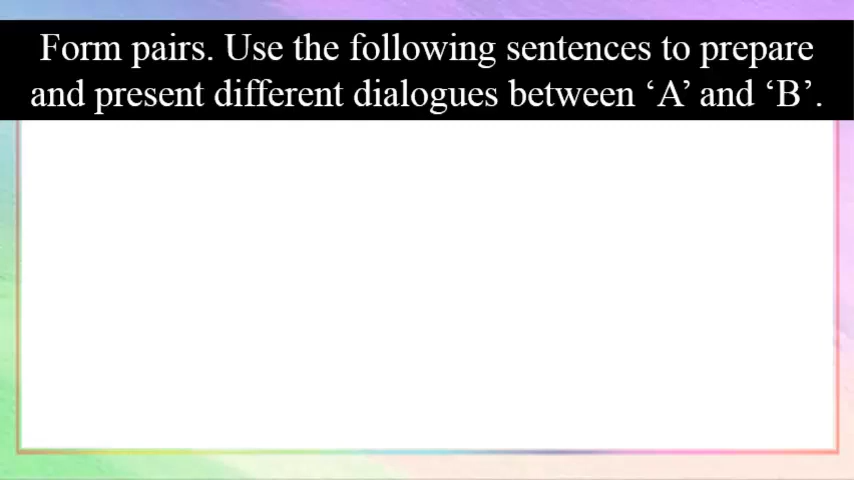 Form pairs. Use the following sentences to prepare
and present different dialogues between ‘A’ and ‘B’.